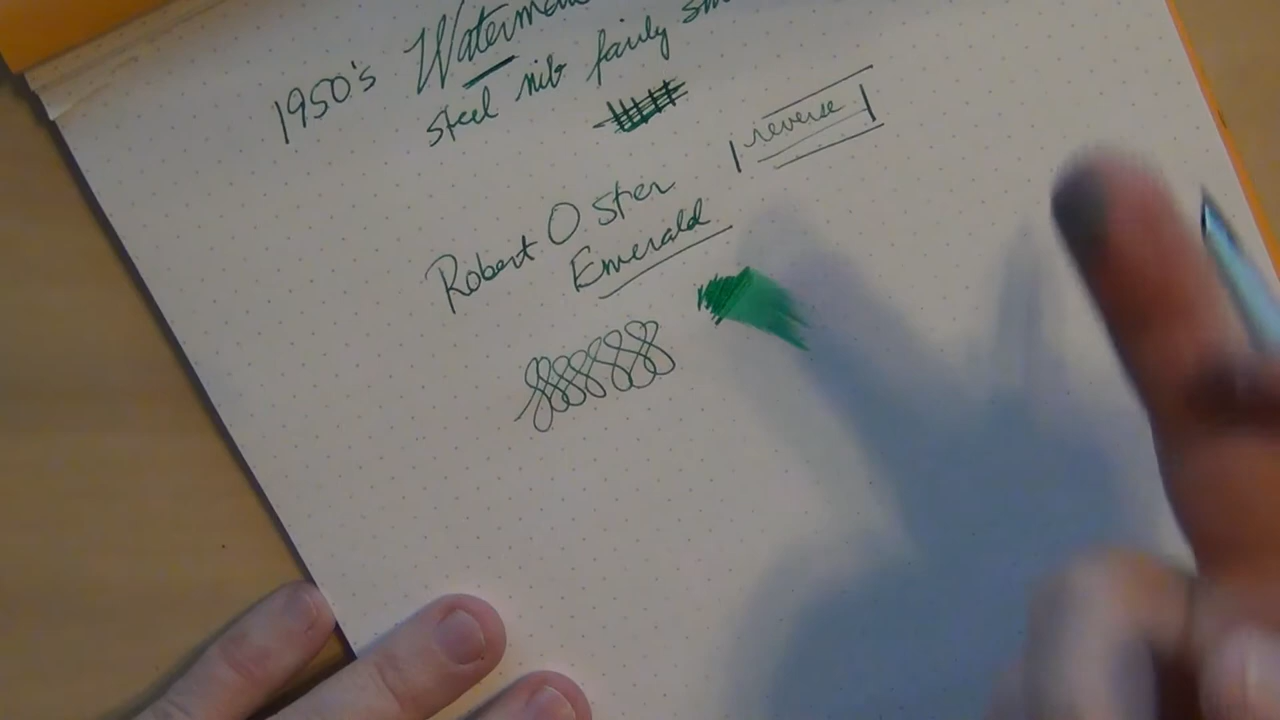 1950's
steel nib fairly
reverse
Robert Oster
Emerald